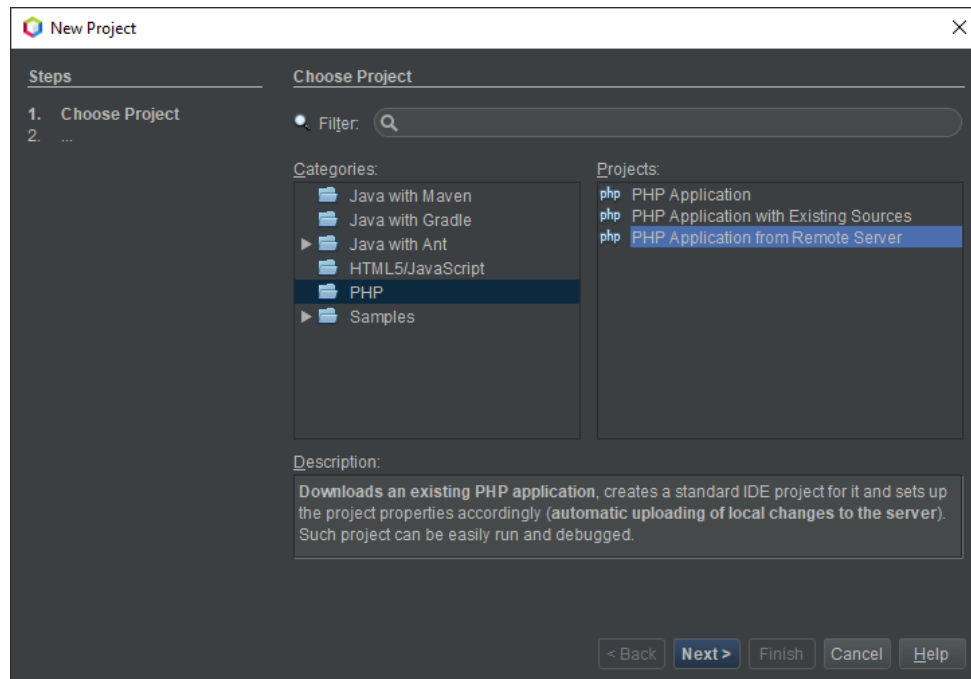 New Project
Steps
1. Choose Project
2. ...
Choose Project
Filter:
Categories:
Java with Maven
Java with Gradle
Java with Ant
HTML5/JavaScript
PHP
Samples
Projects:
php PHP Application
php PHP Application with Existing Sources
php PHP Application from Remote Server
Description:
Downloads an existing PHP application, creates a standard IDE project for it and sets up
the project properties accordingly (automatic uploading of local changes to the server).
Such project can be easily run and debugged.
< Back Next > Finish Cancel Help